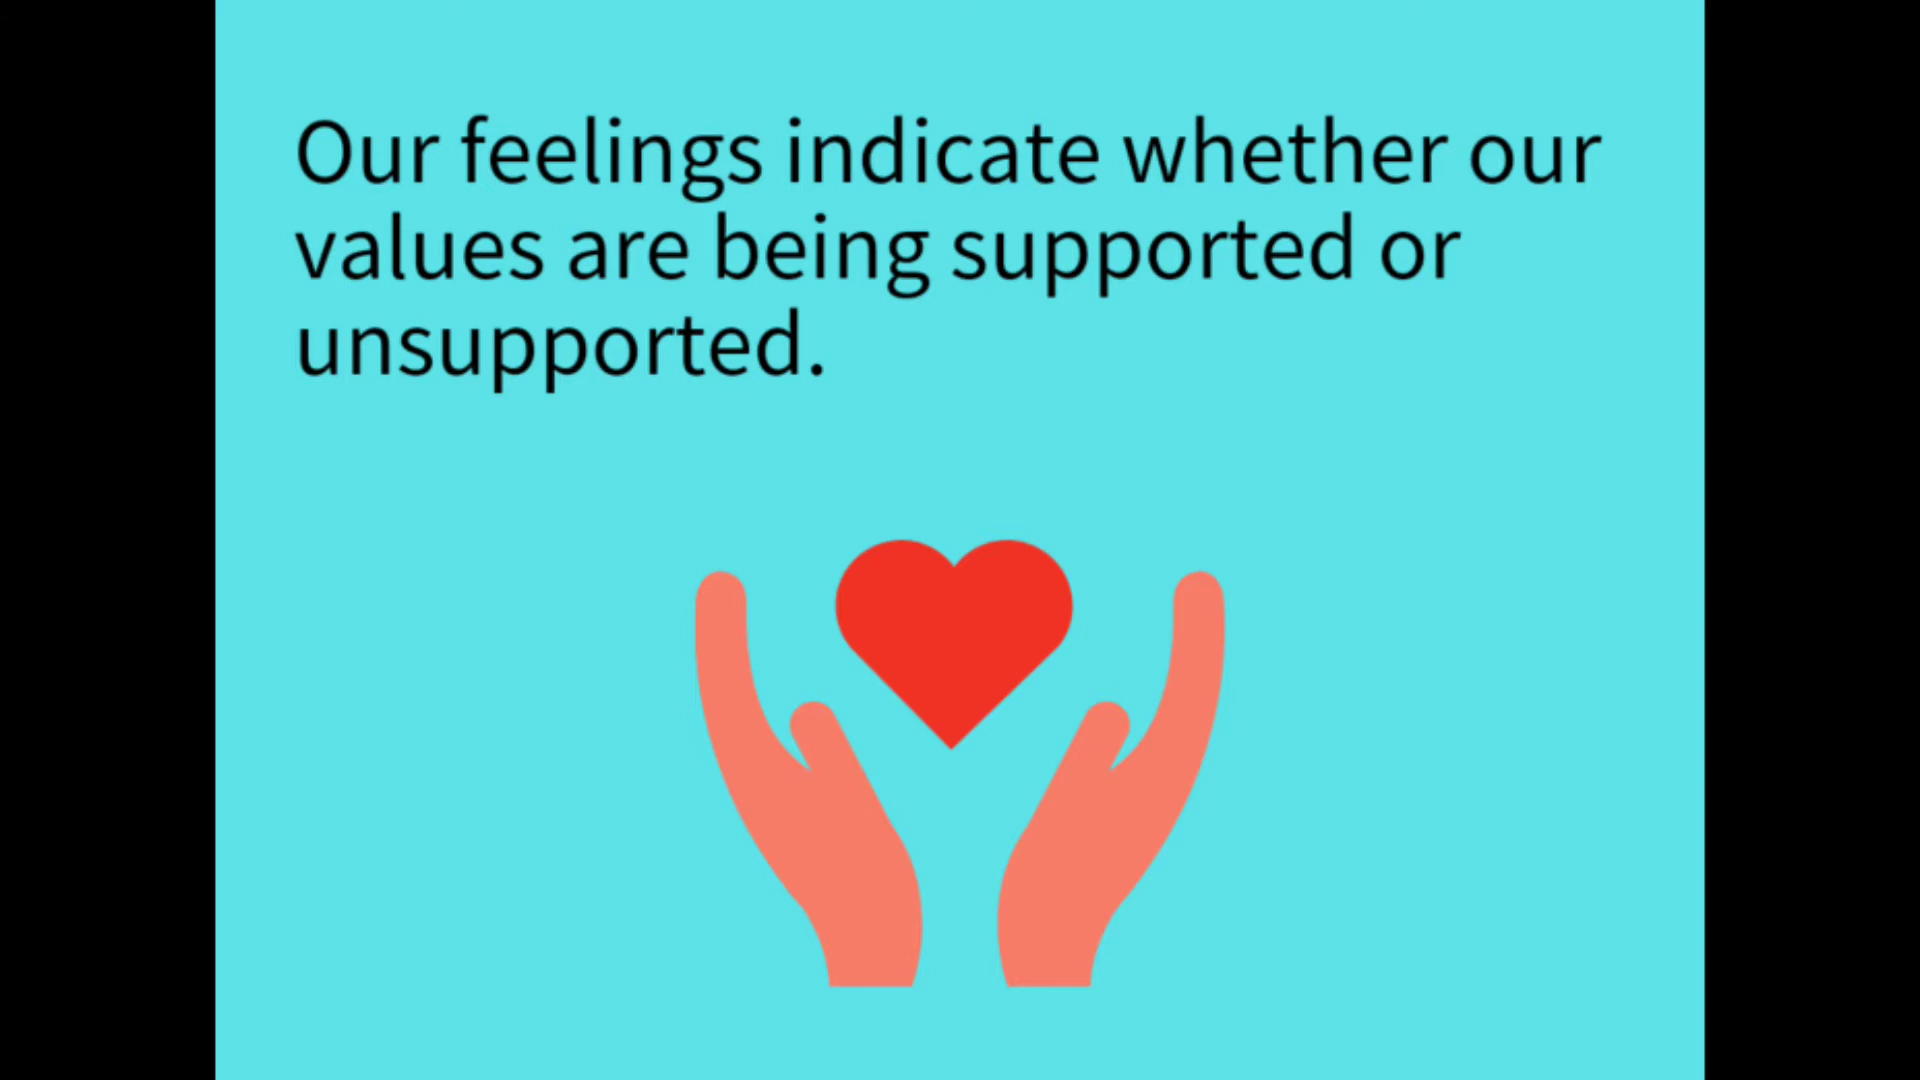 Our feelings indicate whether our
values are being supported or
unsupported.